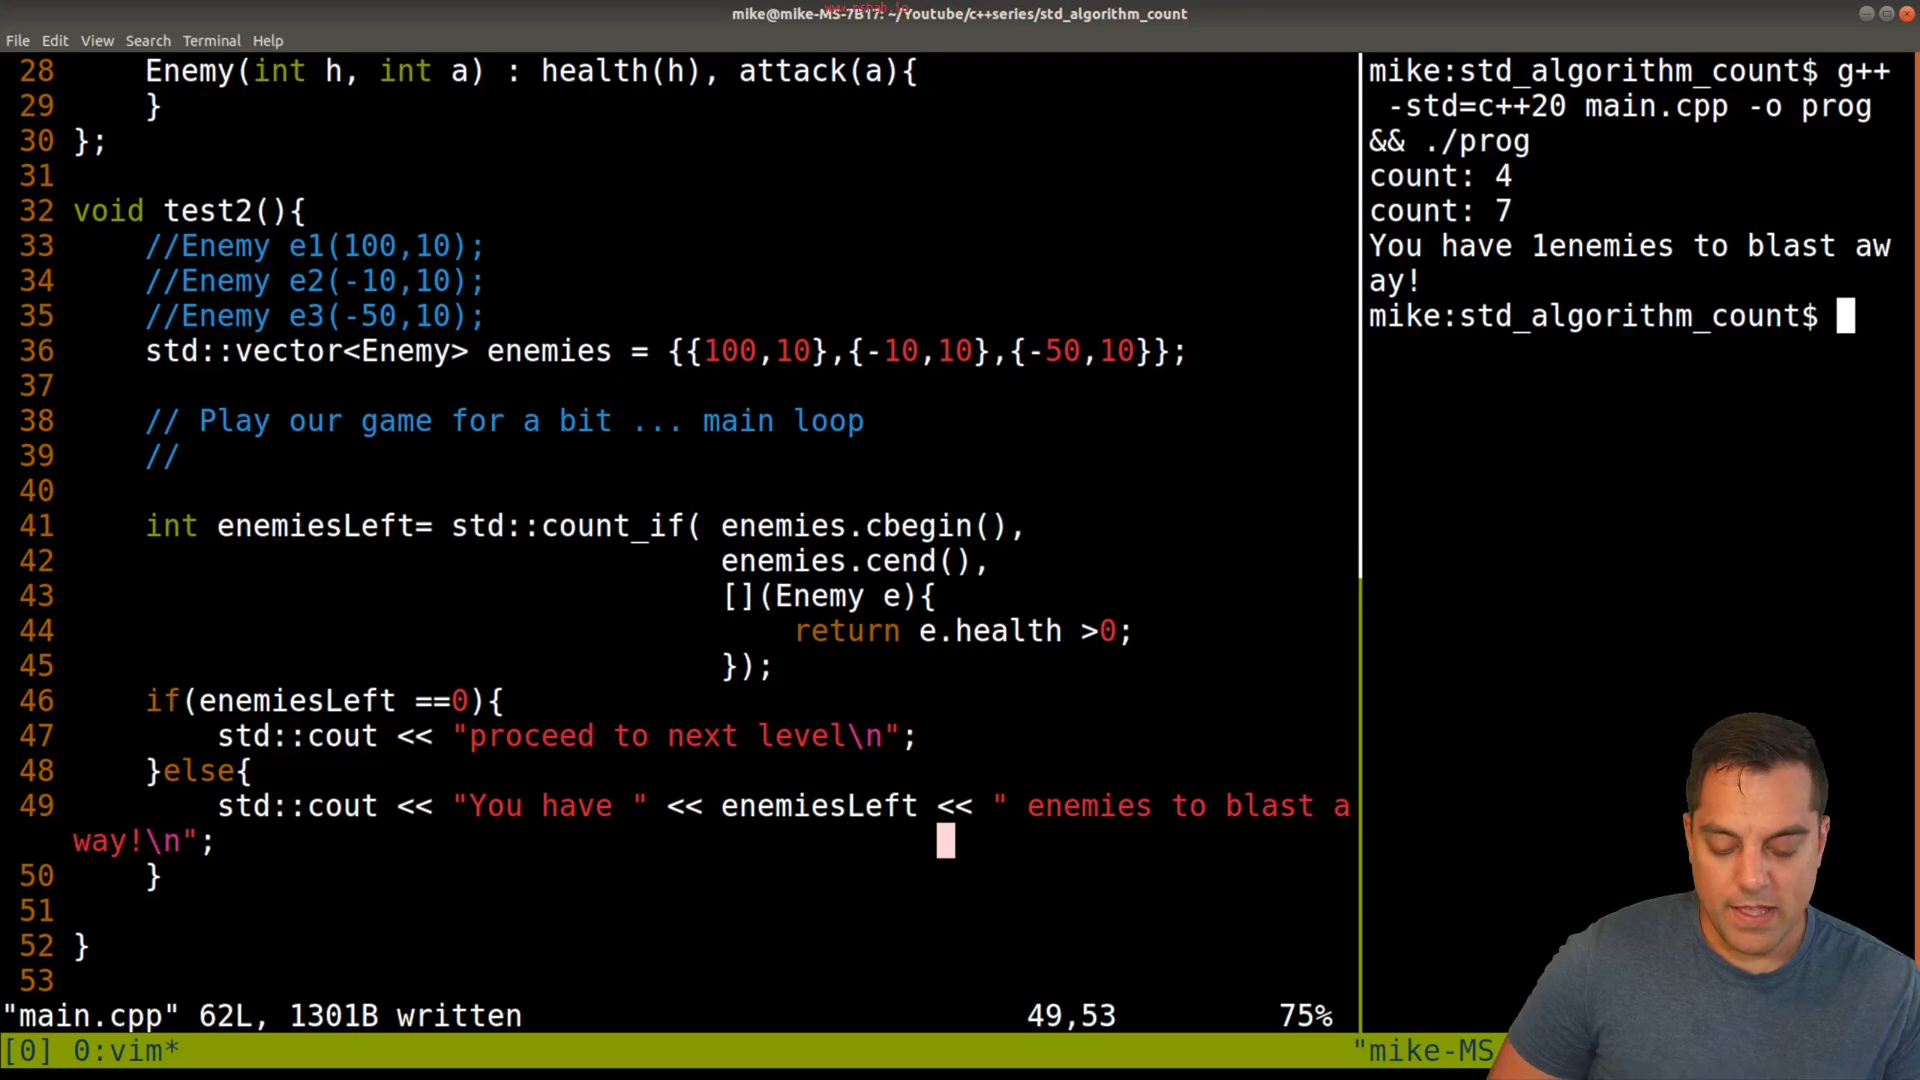 www.mshah.io
mike@mike-MS-7B17: ~/Youtube/c++series/std_algorithm_count
File Edit View Search Terminal Help
28     Enemy(int h, int a) : health(h), attack(a){
29     }
30 };
31
32 void test2(){
33     //Enemy e1(100,10);
34     //Enemy e2(-10,10);
35     //Enemy e3(-50,10);
36     std::vector<Enemy> enemies = {{100,10},{-10,10},{-50,10}};
37
38     // Play our game for a bit ... main loop
39     //
40
41     int enemiesLeft= std::count_if( enemies.cbegin(),
42                                     enemies.cend(),
43                                     [](Enemy e){
44                                         return e.health >0;
45                                     });
46     if(enemiesLeft ==0){
47         std::cout << "proceed to next level\n";
48     }else{
49         std::cout << "You have " << enemiesLeft << " enemies to blast a
way!\n";
50     }
51
52 }
53
"main.cpp" 62L, 1301B written 49,53 75%
mike:std_algorithm_count$ g++
 -std=c++20 main.cpp -o prog
&& ./prog
count: 4
count: 7
You have 1enemies to blast aw
ay!
mike:std_algorithm_count$
[0] 0:vim* "mike-MS